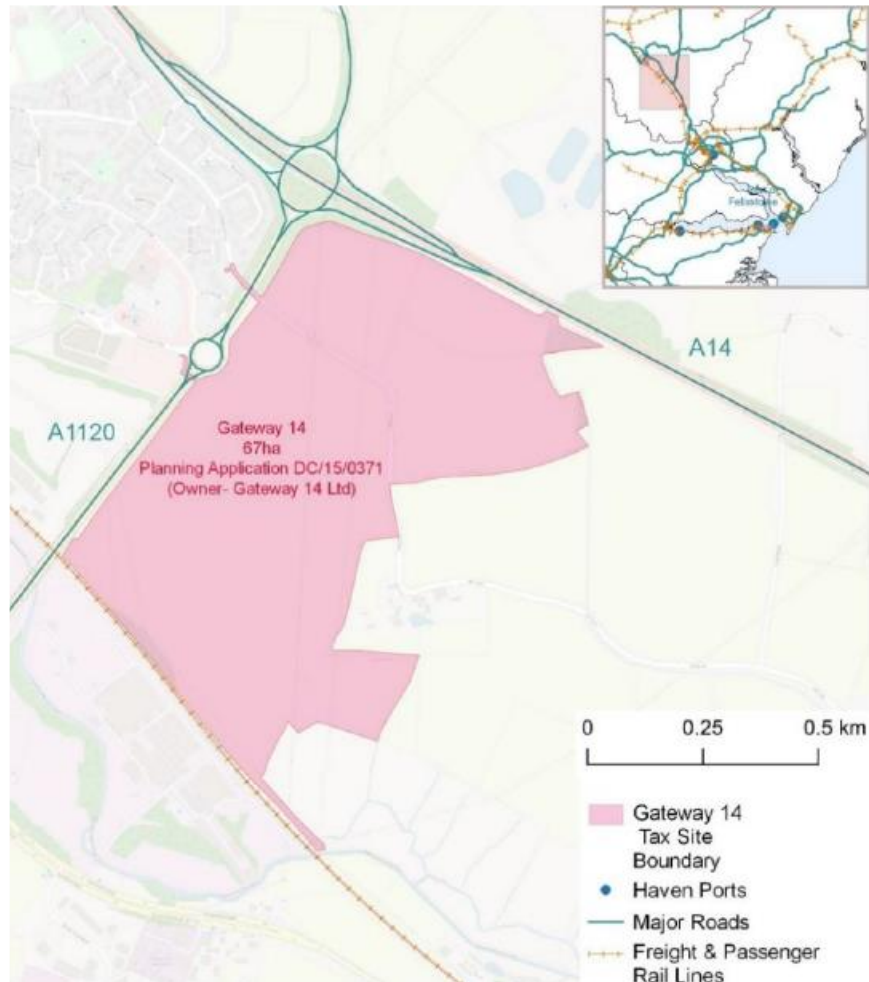 Felixstowe
A14
A1120
Gateway 14
67ha
Planning Application DC/15/0371
(Owner- Gateway 14 Ltd)
0 0.25 0.5 km
Gateway 14
Tax Site
Boundary
Haven Ports
Major Roads
Freight & Passenger
Rail Lines